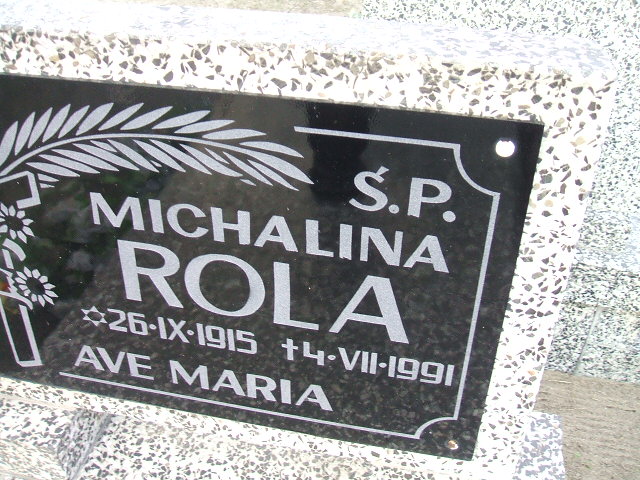 Ś.P.
MICHALINA
ROLA
✡26·IX·1915 †4·VII·1991
AVE MARIA